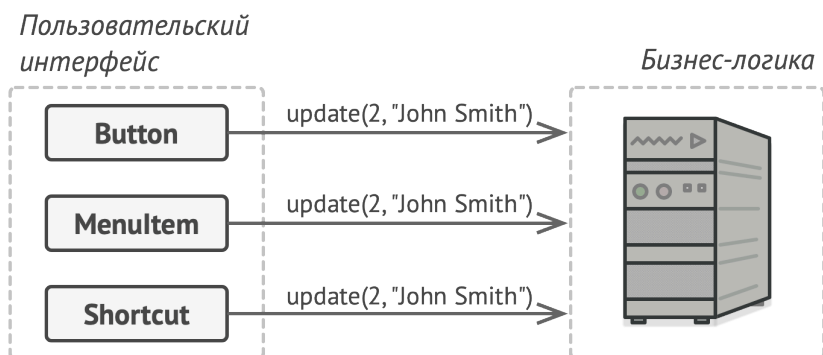 Пользовательский
интерфейс
Бизнес-логика
Button
update(2, "John Smith")
MenuItem
update(2, "John Smith")
Shortcut
update(2, "John Smith")